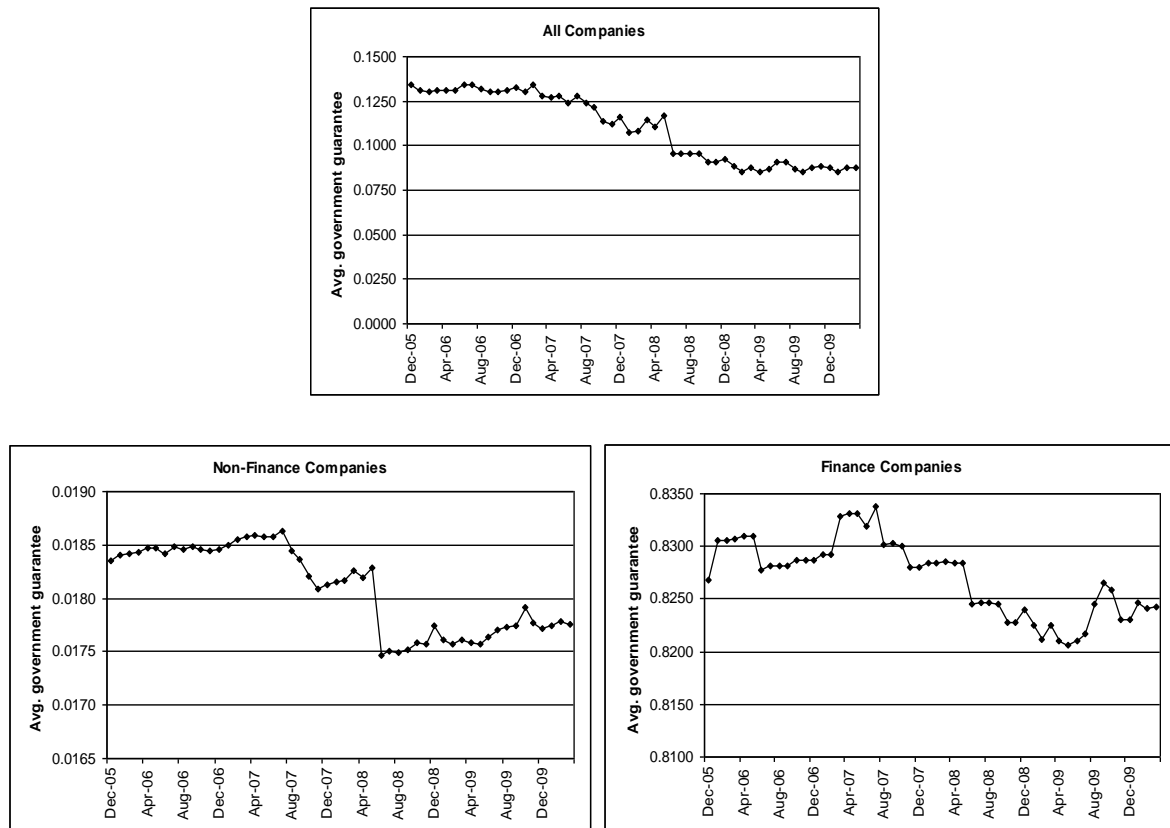 All Companies
Avg. government guarantee
0.1500
0.1250
0.1000
0.0750
0.0500
0.0250
0.0000
Dec-05
Apr-06
Aug-06
Dec-06
Apr-07
Aug-07
Dec-07
Apr-08
Aug-08
Dec-08
Apr-09
Aug-09
Dec-09
Non-Finance Companies
Avg. government guarantee
0.0190
0.0185
0.0180
0.0175
0.0170
0.0165
Dec-05
Apr-06
Aug-06
Dec-06
Apr-07
Aug-07
Dec-07
Apr-08
Aug-08
Dec-08
Apr-09
Aug-09
Dec-09
Finance Companies
Avg. government guarantee
0.8350
0.8300
0.8250
0.8200
0.8150
0.8100
Dec-05
Apr-06
Aug-06
Dec-06
Apr-07
Aug-07
Dec-07
Apr-08
Aug-08
Dec-08
Apr-09
Aug-09
Dec-09